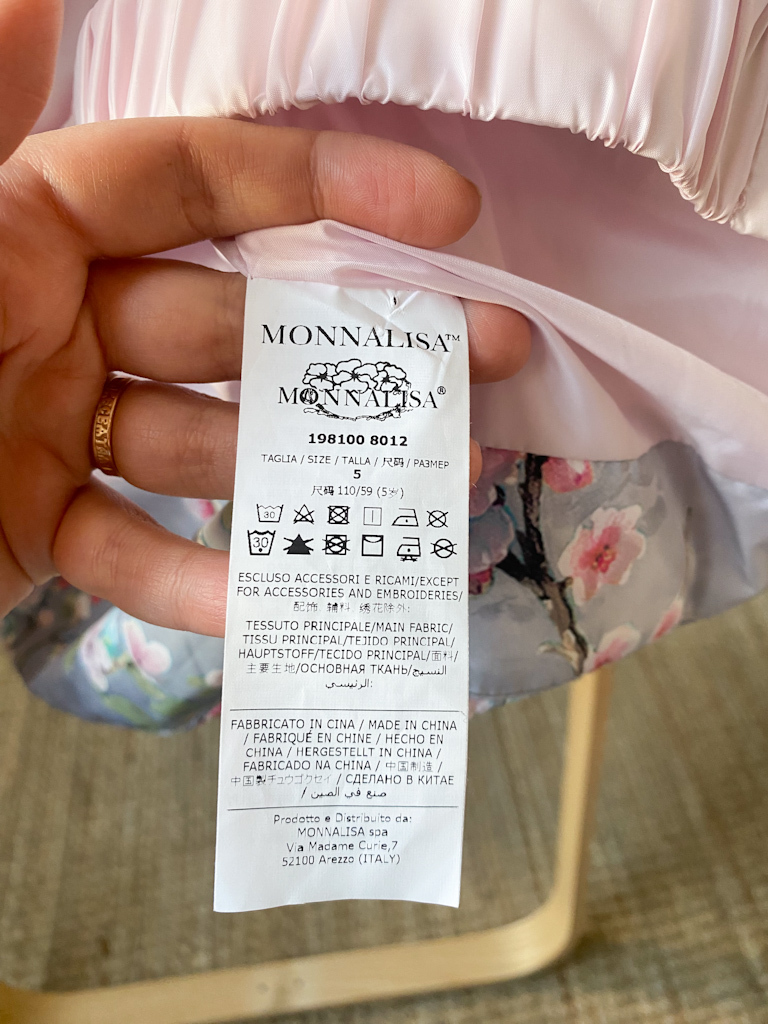 MONNALISA™
MONNALISA®
198100 8012
TAGLIA / SIZE / TALLA / 尺码 / РАЗМЕР
5
尺码 110/59 (5岁)
30
30
ESCLUSO ACCESSORI E RICAMI/EXCEPT
FOR ACCESSORIES AND EMBROIDERIES/
配饰, 辅料, 绣花除外:
TESSUTO PRINCIPALE/MAIN FABRIC/
TISSU PRINCIPAL/TEJIDO PRINCIPAL/
HAUPTSTOFF/TECIDO PRINCIPAL/面料/
主要生地/ОСНОВНАЯ ТКАНЬ/النسيج
الرئيسي:
FABBRICATO IN CINA / MADE IN CHINA
/ FABRIQUÉ EN CHINE / HECHO EN
CHINA / HERGESTELLT IN CHINA /
FABRICADO NA CHINA / 中国制造 /
中国製チュウゴクセイ / СДЕЛАНО В КИТАЕ
/ صنع في الصين
Prodotto e Distribuito da:
MONNALISA spa
Via Madame Curie,7
52100 Arezzo (ITALY)